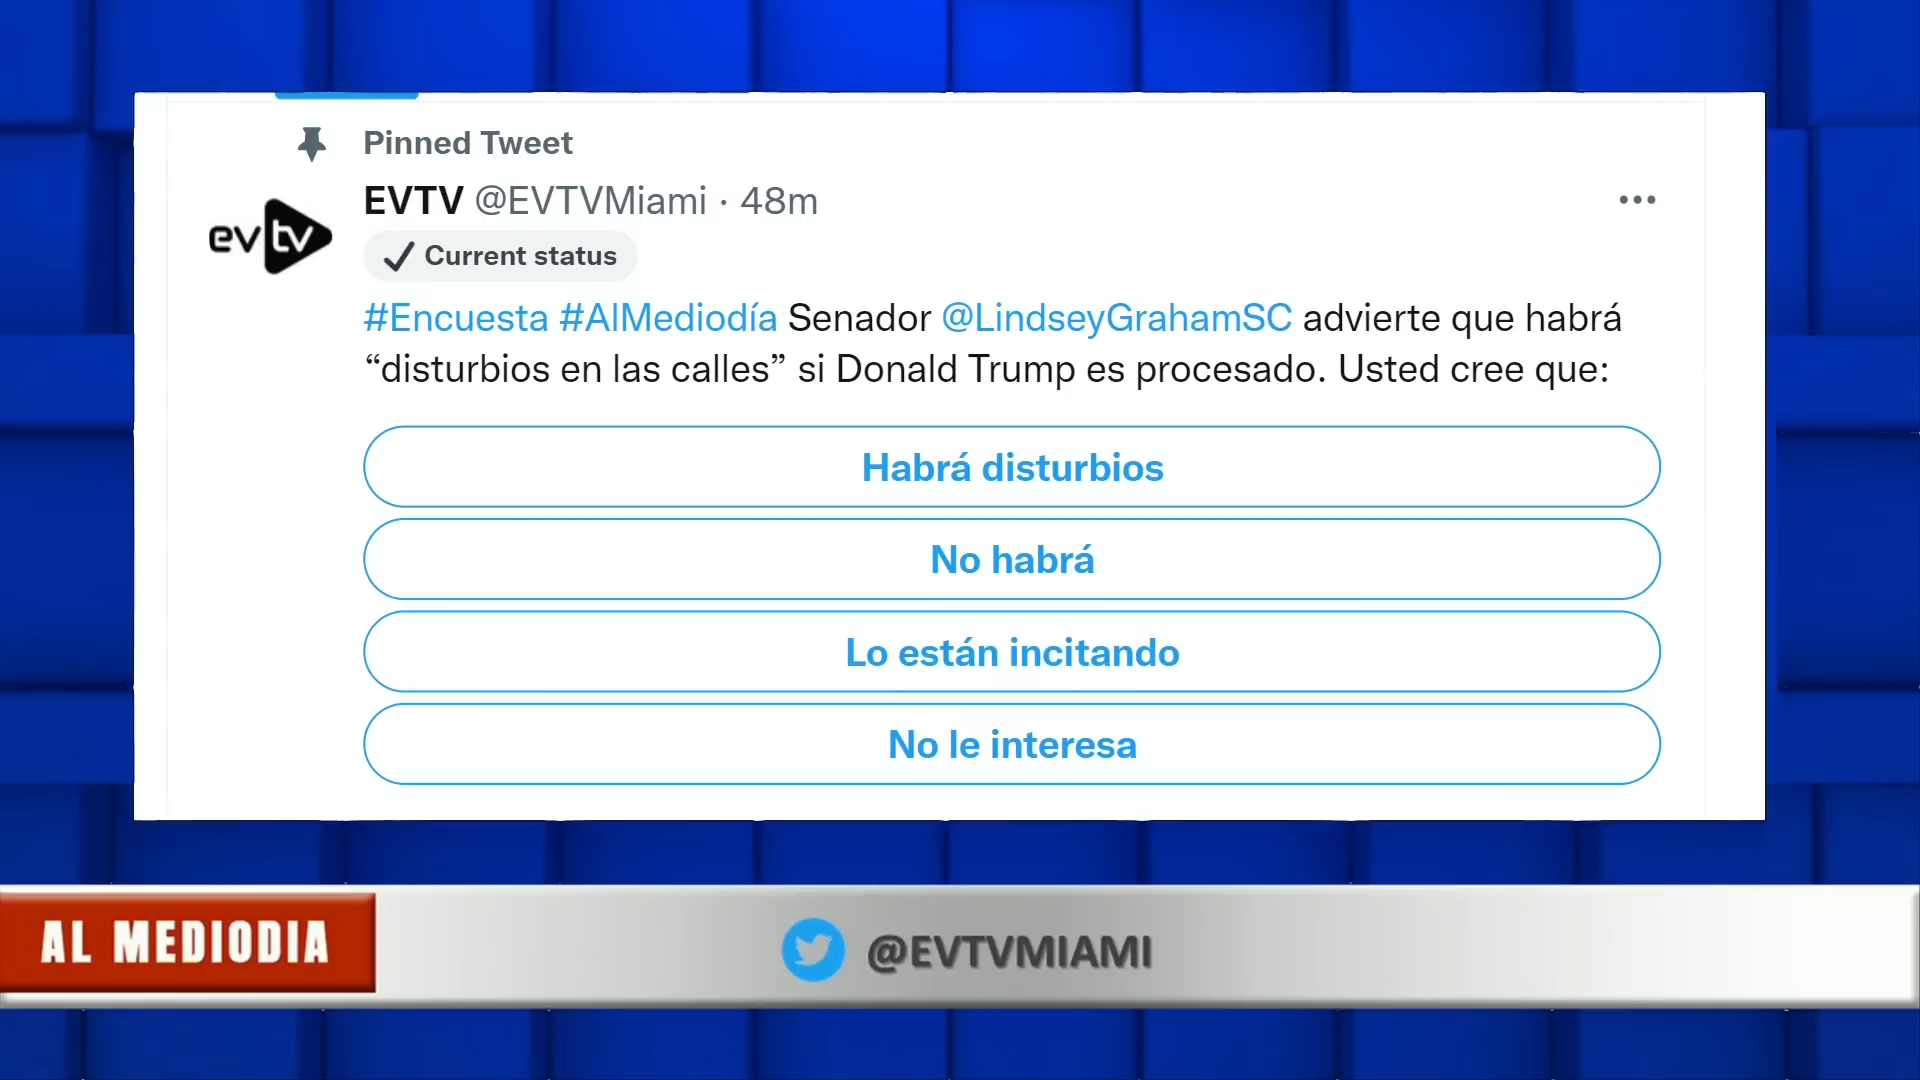 Pinned Tweet
evtv
EVTV @EVTVMiami · 48m
Current status
#Encuesta #AlMediodía Senador @LindseyGrahamSC advierte que habrá
“disturbios en las calles” si Donald Trump es procesado. Usted cree que:
Habrá disturbios
No habrá
Lo están incitando
No le interesa
AL MEDIODIA
@EVTVMIAMI